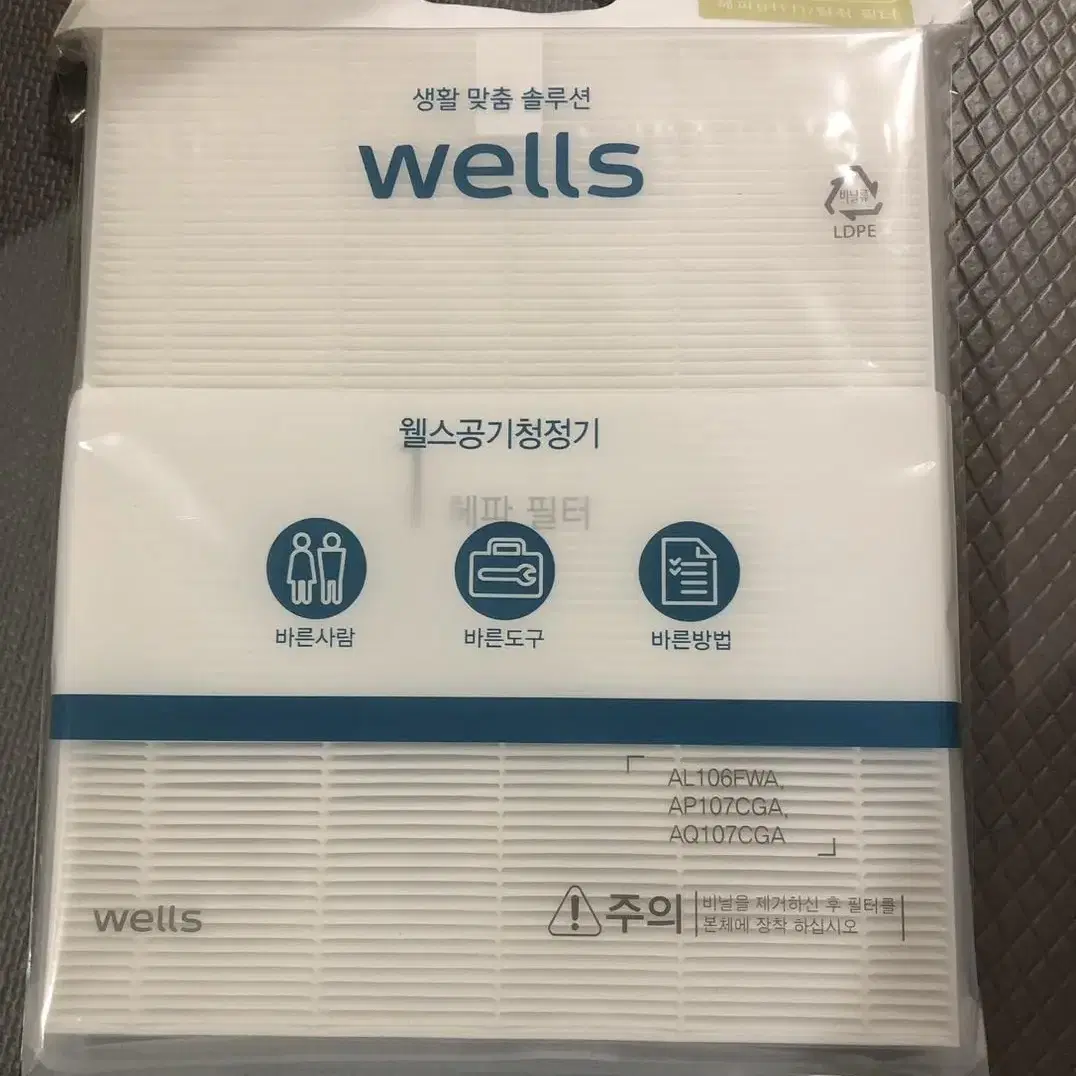 생활 맞춤 솔루션
wells
비닐류
LDPE
웰스공기청정기
헤파 필터
바른사람
바른도구
바른방법
AL106FWA,
AP107CGA,
AQ107CGA
wells
주의
비닐을 제거하신 후 필터를
본체에 장착 하십시오